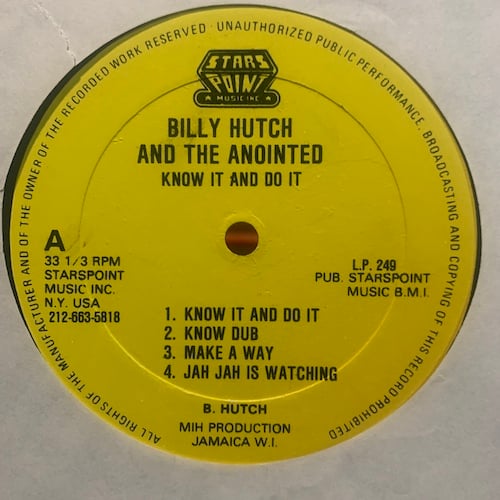 ALL RIGHTS OF THE MANUFACTURER AND OF THE OWNER OF THE RECORDED WORK RESERVED · UNAUTHORIZED PUBLIC PERFORMANCE, BROADCASTING AND COPYING OF THIS RECORD PROHIBITED
STARS
POINT
MUSIC INC
BILLY HUTCH
AND THE ANOINTED
KNOW IT AND DO IT
A
33 1/3 RPM
STARSPOINT
MUSIC INC.
N.Y. USA
212-663-5818
L.P. 249
PUB. STARSPOINT
MUSIC B.M.I.
1. KNOW IT AND DO IT
2. KNOW DUB
3. MAKE A WAY
4. JAH JAH IS WATCHING
B. HUTCH
MIH PRODUCTION
JAMAICA W.I.